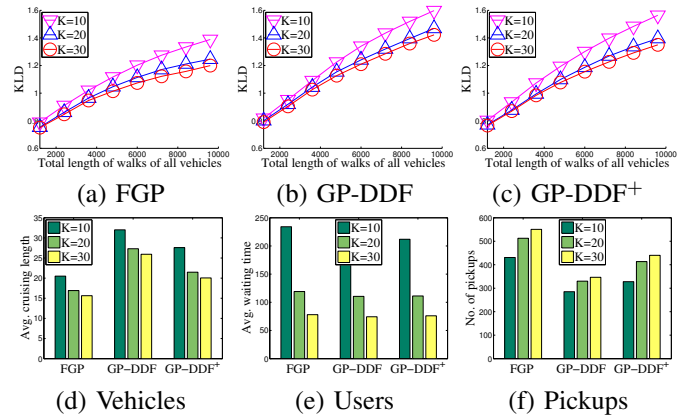 1.6
1.4
1.2
1
0.8
0.6
KLD
K=10
K=20
K=30
2000 4000 6000 8000 10000
Total length of walks of all vehicles
(a) FGP
1.6
1.4
1.2
1
0.8
0.6
KLD
K=10
K=20
K=30
2000 4000 6000 8000 10000
Total length of walks of all vehicles
(b) GP-DDF
1.6
1.4
1.2
1
0.8
0.6
KLD
K=10
K=20
K=30
2000 4000 6000 8000 10000
Total length of walks of all vehicles
(c) GP-DDF+
35
30
25
20
15
10
5
0
Avg. cruising length
K=10
K=20
K=30
FGP GP−DDF GP−DDF+
(d) Vehicles
250
200
150
100
50
0
Avg. waiting time
K=10
K=20
K=30
FGP GP−DDF GP−DDF+
(e) Users
600
500
400
300
200
100
0
No. of pickups
K=10
K=20
K=30
FGP GP−DDF GP−DDF+
(f) Pickups